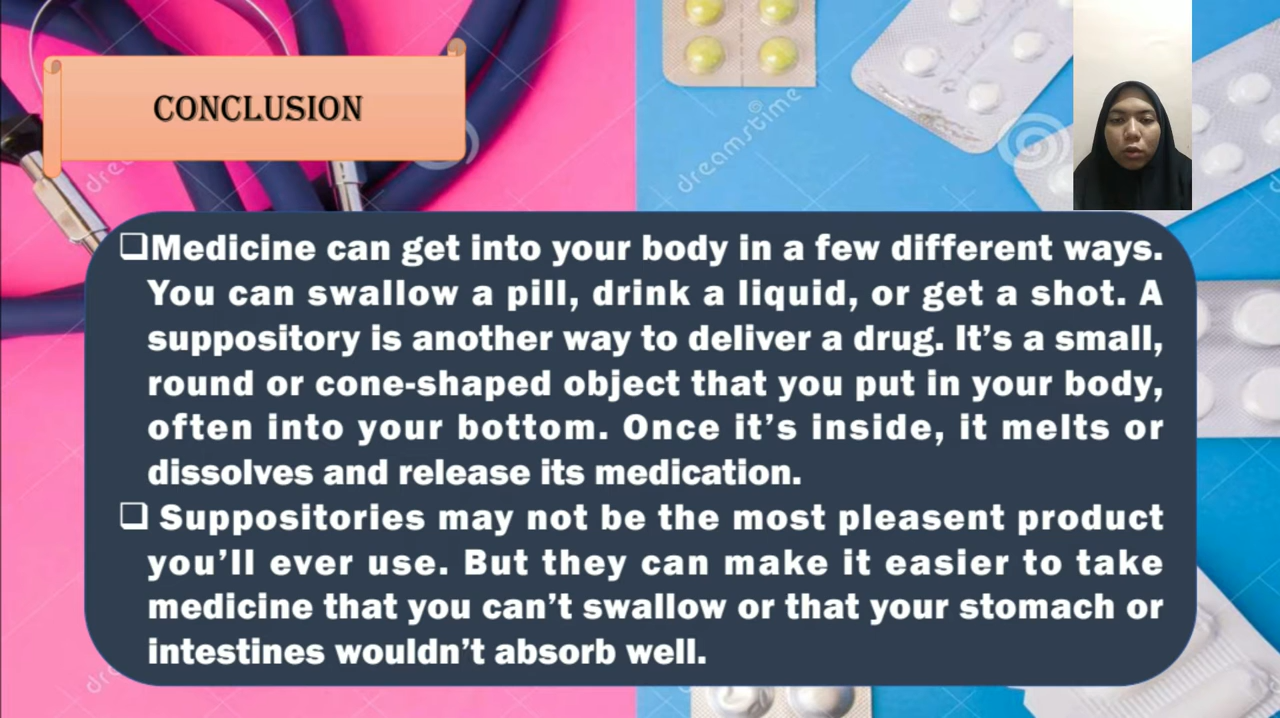 CONCLUSION
❑Medicine can get into your body in a few different ways.
You can swallow a pill, drink a liquid, or get a shot. A
suppository is another way to deliver a drug. It’s a small,
round or cone-shaped object that you put in your body,
often into your bottom. Once it’s inside, it melts or
dissolves and release its medication.
❑ Suppositories may not be the most pleasent product
you’ll ever use. But they can make it easier to take
medicine that you can’t swallow or that your stomach or
intestines wouldn’t absorb well.
dreamstime